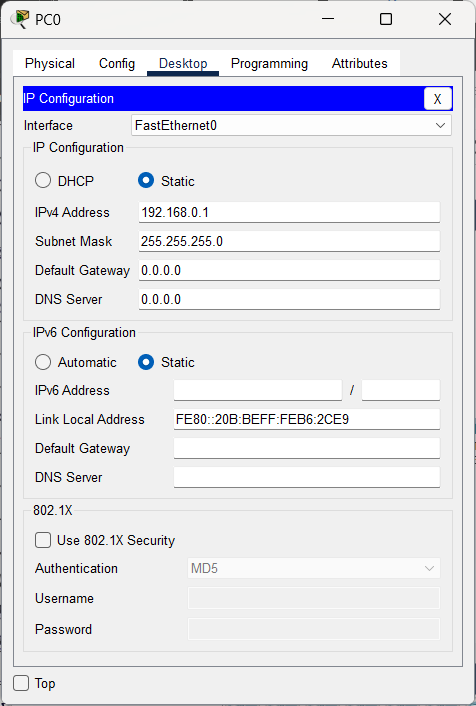 PC0
Physical Config Desktop Programming Attributes
IP Configuration X
Interface FastEthernet0
IP Configuration
DHCP Static
IPv4 Address 192.168.0.1
Subnet Mask 255.255.255.0
Default Gateway 0.0.0.0
DNS Server 0.0.0.0
IPv6 Configuration
Automatic Static
IPv6 Address /
Link Local Address FE80::20B:BEFF:FEB6:2CE9
Default Gateway
DNS Server
802.1X
Use 802.1X Security
Authentication MD5
Username
Password
Top